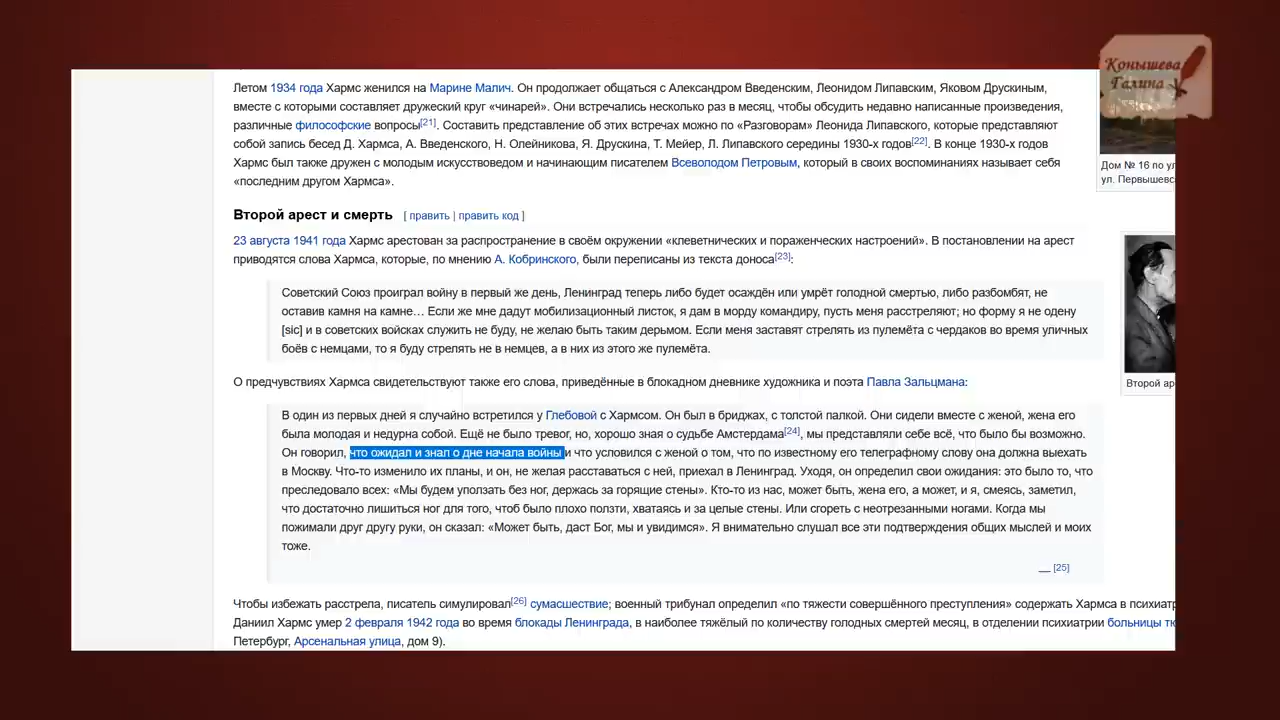 Конышева
Галина
Летом 1934 года Хармс женился на Марине Малич. Он продолжает общаться с Александром Введенским, Леонидом Липавским, Яковом Друскиным,
вместе с которыми составляет дружеский круг «чинарей». Они встречались несколько раз в месяц, чтобы обсудить недавно написанные произведения,
различные философские вопросы[21]. Составить представление об этих встречах можно по «Разговорам» Леонида Липавского, которые представляют
собой запись бесед Д. Хармса, А. Введенского, Н. Олейникова, Я. Друскина, Т. Мейер, Л. Липавского середины 1930-х годов[22]. В конце 1930-х годов
Хармс был также дружен с молодым искусствоведом и начинающим писателем Всеволодом Петровым, который в своих воспоминаниях называет себя
«последним другом Хармса».
Дом № 16 по ул
ул. Первышевс
Второй арест и смерть [ править | править код ]
23 августа 1941 года Хармс арестован за распространение в своём окружении «клеветнических и пораженческих настроений». В постановлении на арест
приводятся слова Хармса, которые, по мнению А. Кобринского, были переписаны из текста доноса[23]:
Советский Союз проиграл войну в первый же день, Ленинград теперь либо будет осаждён или умрёт голодной смертью, либо разбомбят, не
оставив камня на камне… Если же мне дадут мобилизационный листок, я дам в морду командиру, пусть меня расстреляют; но форму я не одену
[sic] и в советских войсках служить не буду, не желаю быть таким дерьмом. Если меня заставят стрелять из пулемёта с чердаков во время уличных
боёв с немцами, то я буду стрелять не в немцев, а в них из этого же пулемёта.
Второй ар
О предчувствиях Хармса свидетельствуют также его слова, приведённые в блокадном дневнике художника и поэта Павла Зальцмана:
В один из первых дней я случайно встретился у Глебовой с Хармсом. Он был в бриджах, с толстой палкой. Они сидели вместе с женой, жена его
была молодая и недурна собой. Ещё не было тревог, но, хорошо зная о судьбе Амстердама[24], мы представляли себе всё, что было бы возможно.
Он говорил, что ожидал и знал о дне начала войны и что условился с женой о том, что по известному его телеграфному слову она должна выехать
в Москву. Что-то изменило их планы, и он, не желая расставаться с ней, приехал в Ленинград. Уходя, он определил свои ожидания: это было то, что
преследовало всех: «Мы будем уползать без ног, держась за горящие стены». Кто-то из нас, может быть, жена его, а может, и я, смеясь, заметил,
что достаточно лишиться ног для того, чтоб было плохо ползти, хватаясь и за целые стены. Или сгореть с неотрезанными ногами. Когда мы
пожимали друг другу руки, он сказал: «Может быть, даст Бог, мы и увидимся». Я внимательно слушал все эти подтверждения общих мыслей и моих
тоже.
__ [25]
Чтобы избежать расстрела, писатель симулировал[26] сумасшествие; военный трибунал определил «по тяжести совершённого преступления» содержать Хармса в психиатр
Даниил Хармс умер 2 февраля 1942 года во время блокады Ленинграда, в наиболее тяжёлый по количеству голодных смертей месяц, в отделении психиатрии больницы тю
Петербург, Арсенальная улица, дом 9).